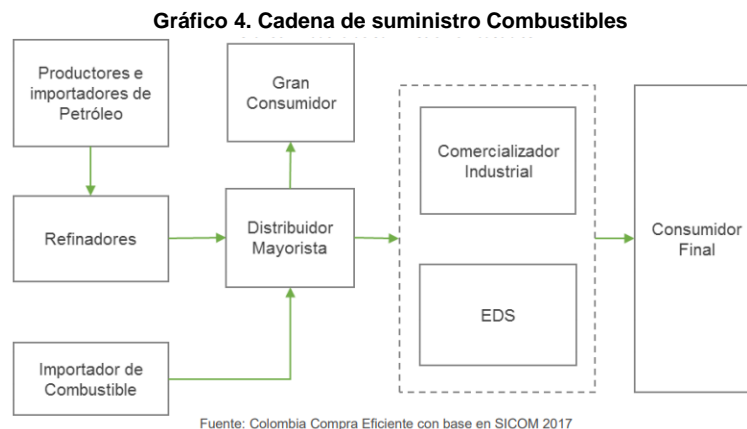 Gráfico 4. Cadena de suministro Combustibles
Productores e
importadores de
Petróleo
Gran
Consumidor
Comercializador
Industrial
Refinadores
Distribuidor
Mayorista
Consumidor
Final
EDS
Importador de
Combustible
Fuente: Colombia Compra Eficiente con base en SICOM 2017